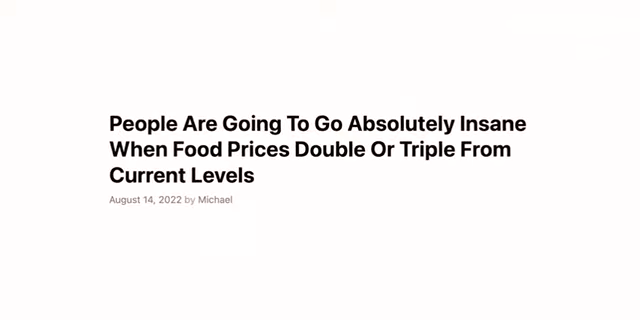 People Are Going To Go Absolutely Insane
When Food Prices Double Or Triple From
Current Levels
August 14, 2022 by Michael